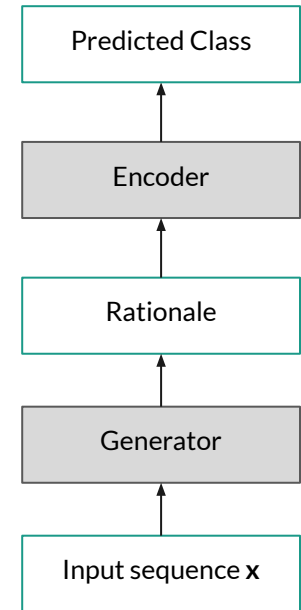 Predicted Class
Encoder
Rationale
Generator
Input sequence x